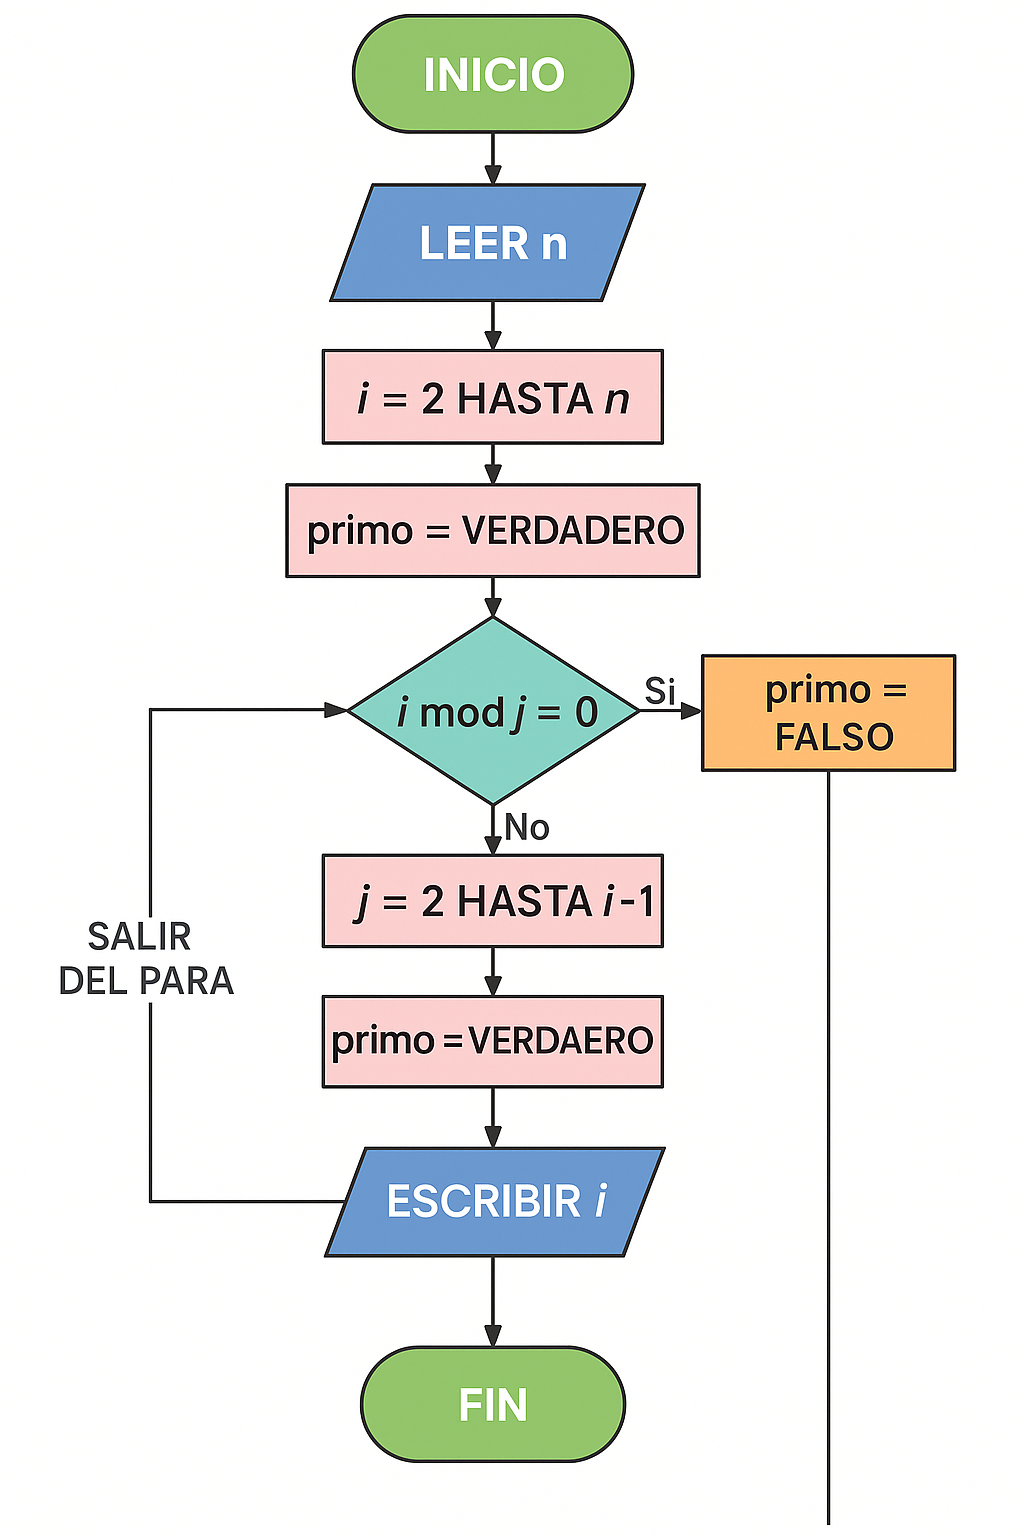 INICIO
LEER n
i = 2 HASTA n
primo = VERDADERO
i mod j = 0
Si
primo =
FALSO
No
j = 2 HASTA i-1
SALIR
DEL PARA
primo = VERDAERO
ESCRIBIR i
FIN